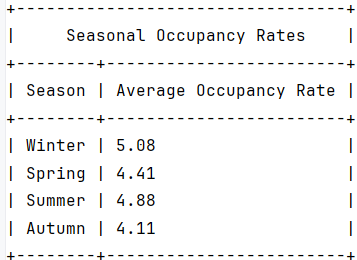 +---------------------------------+
|     Seasonal Occupancy Rates    |
+--------+------------------------+
| Season | Average Occupancy Rate |
+--------+------------------------+
| Winter | 5.08                   |
| Spring | 4.41                   |
| Summer | 4.88                   |
| Autumn | 4.11                   |
+--------+------------------------+